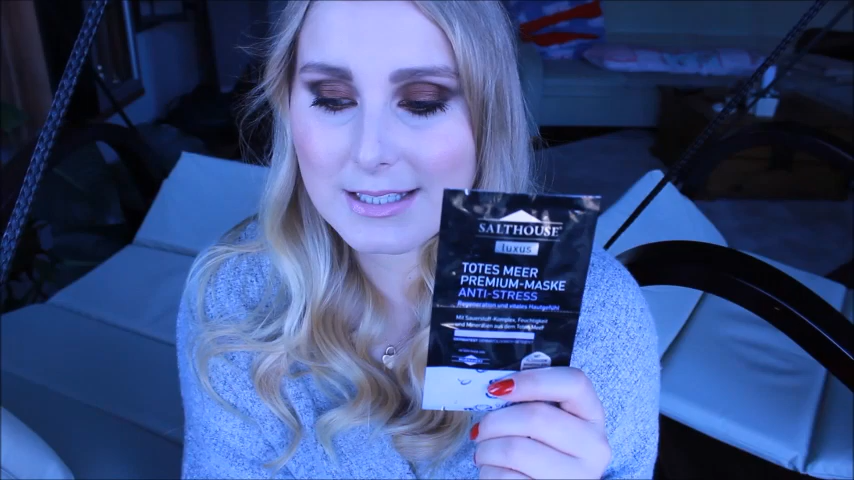 SALTHOUSE
luxus
TOTES MEER
PREMIUM-MASKE
ANTI-STRESS
Regeneration und vitales Hautgefühl
Mit Sauerstoff-Komplex, Feuchtigkeit
und Mineralien aus dem Toten Meer